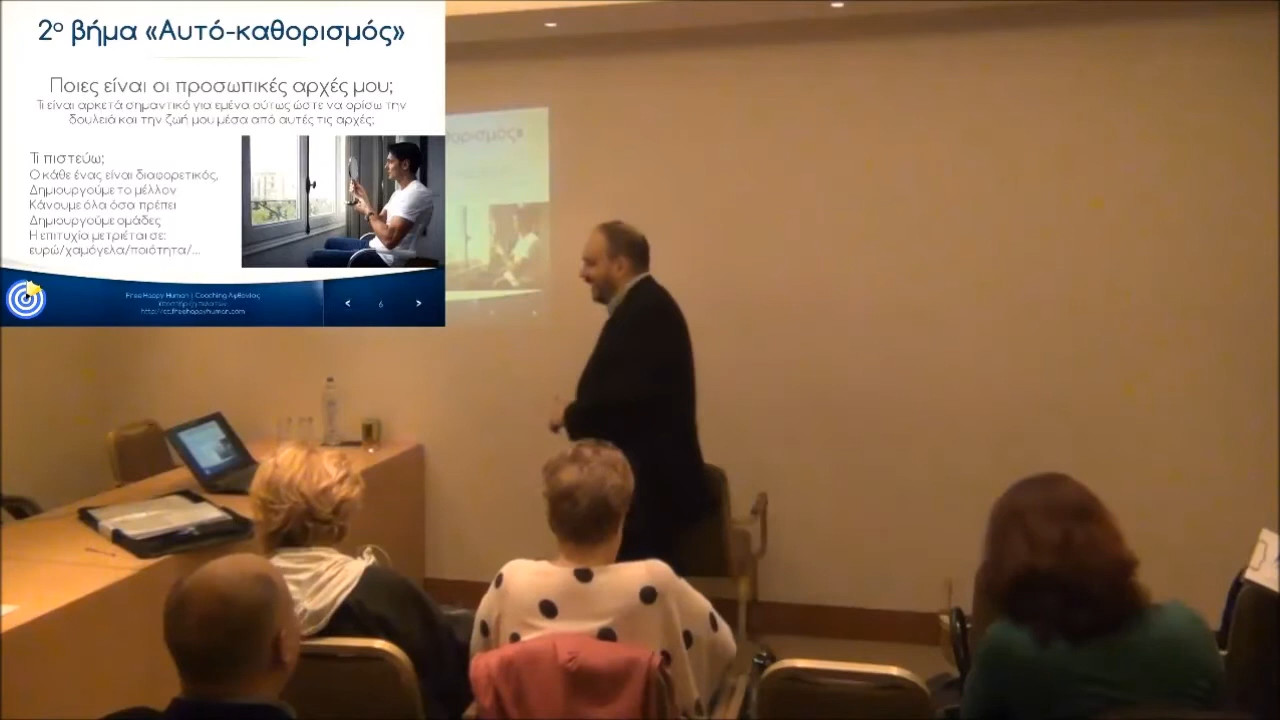 2ο βήμα «Αυτό-καθορισμός»
Ποιες είναι οι προσωπικές αρχές μου;
Τι είναι αρκετά σημαντικό για εμένα ούτως ώστε να ορίσω την
δουλειά και την ζωή μου μέσα από αυτές τις αρχές;
Τι πιστεύω;
Ο κάθε ένας είναι διαφορετικός,
Δημιουργούμε το μέλλον
Κάνουμε όλα όσα πρέπει
Δημιουργούμε ομάδες
Η επιτυχία μετριέται σε:
ευρώ/χαμόγελα/ποιότητα/...
Free Happy Human | Coaching Αφθονίας
< 6 >